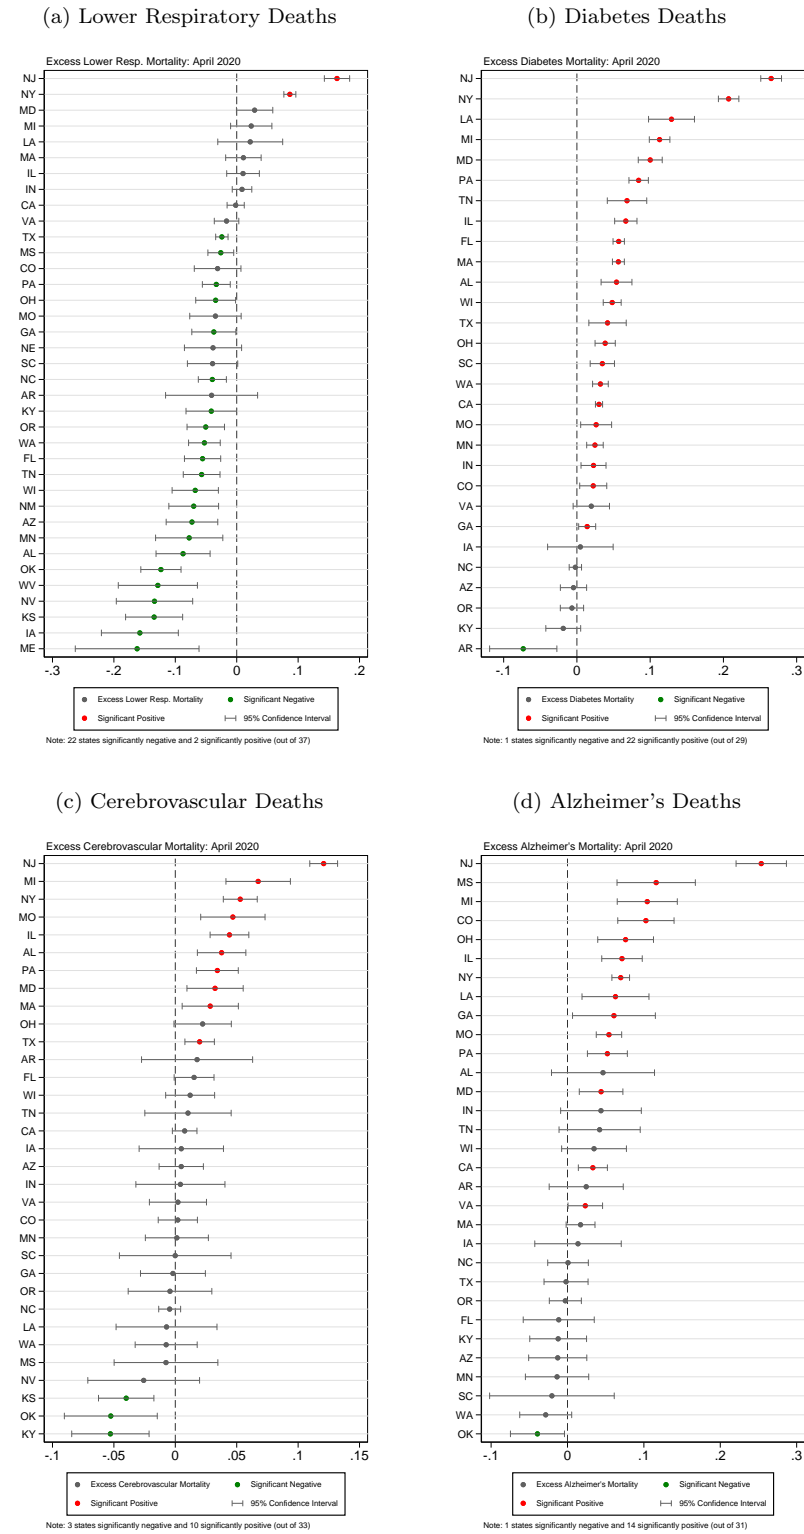 (a) Lower Respiratory Deaths
Excess Lower Resp. Mortality: April 2020
NJ
NY
MD
MI
LA
MA
IL
IN
CA
VA
TX
MS
CO
PA
OH
MO
GA
NE
SC
NC
AR
KY
OR
WA
FL
TN
WI
NM
AZ
MN
AL
OK
WV
NV
KS
IA
ME
-.3 -.2 -.1 0 .1 .2
Excess Lower Resp. Mortality Significant Negative
Significant Positive 95% Confidence Interval
Note: 22 states significantly negative and 2 significantly positive (out of 37)
(b) Diabetes Deaths
Excess Diabetes Mortality: April 2020
NJ
NY
LA
MI
MD
PA
TN
IL
FL
MA
AL
WI
TX
OH
SC
WA
CA
MO
MN
IN
CO
VA
GA
IA
NC
AZ
OR
KY
AR
-.1 0 .1 .2 .3
Excess Diabetes Mortality Significant Negative
Significant Positive 95% Confidence Interval
Note: 1 states significantly negative and 22 significantly positive (out of 29)
(c) Cerebrovascular Deaths
Excess Cerebrovascular Mortality: April 2020
NJ
MI
NY
MO
IL
AL
PA
MD
MA
OH
TX
AR
FL
WI
TN
CA
IA
AZ
IN
VA
CO
MN
SC
GA
OR
NC
LA
WA
MS
NV
KS
OK
KY
-.1 -.05 0 .05 .1 .15
Excess Cerebrovascular Mortality Significant Negative
Significant Positive 95% Confidence Interval
Note: 3 states significantly negative and 10 significantly positive (out of 33)
(d) Alzheimer's Deaths
Excess Alzheimer's Mortality: April 2020
NJ
MS
MI
CO
OH
IL
NY
LA
GA
MO
PA
AL
MD
IN
TN
WI
CA
AR
VA
MA
IA
NC
TX
OR
FL
KY
AZ
MN
SC
WA
OK
-.1 0 .1 .2 .3
Excess Alzheimer's Mortality Significant Negative
Significant Positive 95% Confidence Interval
Note: 1 states significantly negative and 14 significantly positive (out of 31)